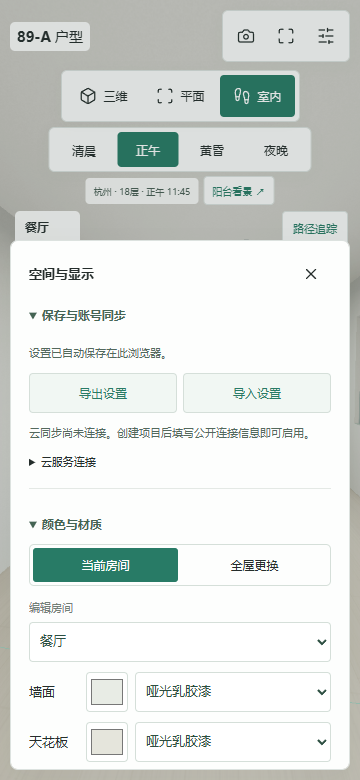 89-A 户型
三维 平面 室内
清晨 正午 黄昏 夜晚
杭州 · 18层 · 正午 11:45 阳台看景 ↗
餐厅 路径追踪
空间与显示
▼ 保存与账号同步
设置已自动保存在此浏览器。
导出设置 导入设置
云同步尚未连接。创建项目后填写公开连接信息即可启用。
▶ 云服务连接
▼ 颜色与材质
当前房间 全屋更换
编辑房间
餐厅
墙面 哑光乳胶漆
天花板 哑光乳胶漆